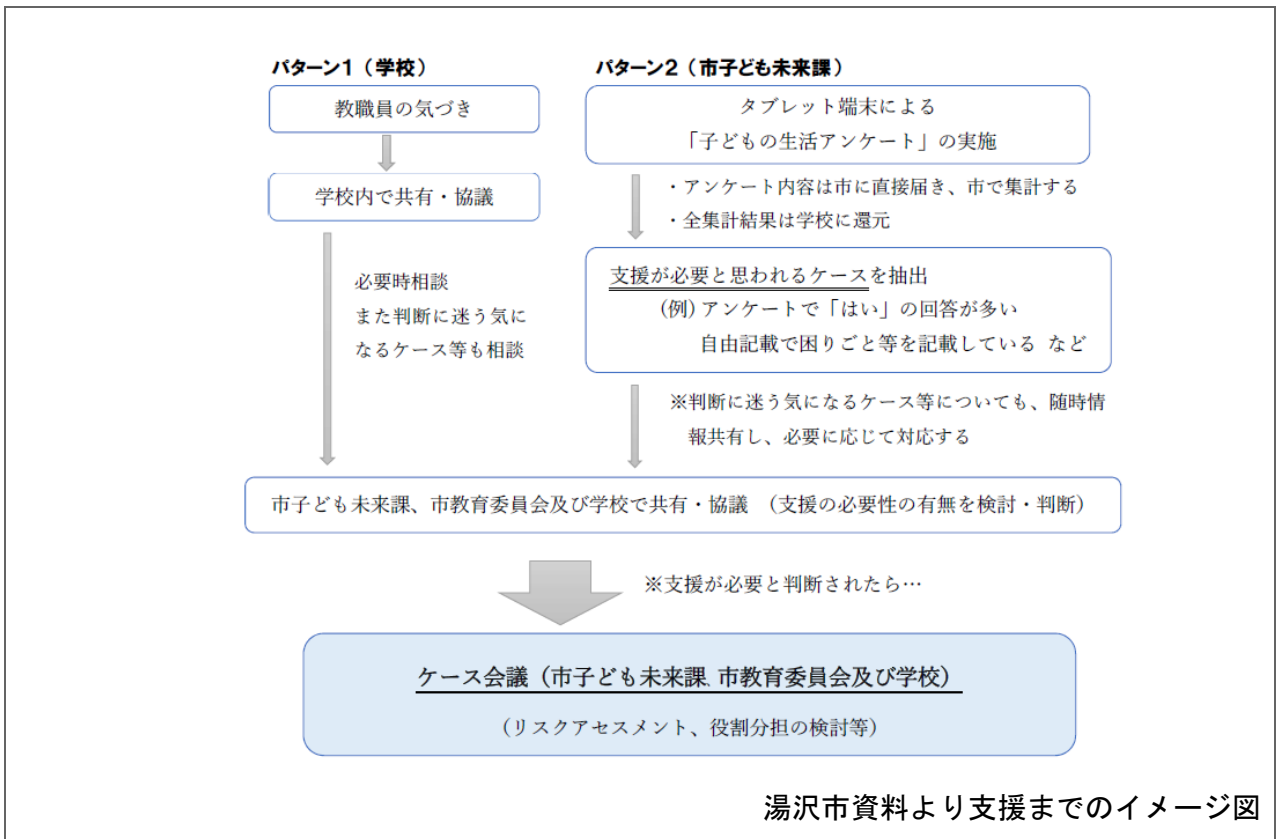 パターン1（学校）
教職員の気づき
学校内で共有・協議
必要時相談
また判断に迷う気に
なるケース等も相談
パターン2（市子ども未来課）
タブレット端末による
「子どもの生活アンケート」の実施
・アンケート内容は市に直接届き、市で集計する
・全集計結果は学校に還元
支援が必要と思われるケースを抽出
(例) アンケートで「はい」の回答が多い
自由記載で困りごと等を記載している など
※判断に迷う気になるケース等についても、随時情
報共有し、必要に応じて対応する
市子ども未来課、市教育委員会及び学校で共有・協議 （支援の必要性の有無を検討・判断）
※支援が必要と判断されたら…
ケース会議（市子ども未来課、市教育委員会及び学校）
（リスクアセスメント、役割分担の検討等）
湯沢市資料より支援までのイメージ図